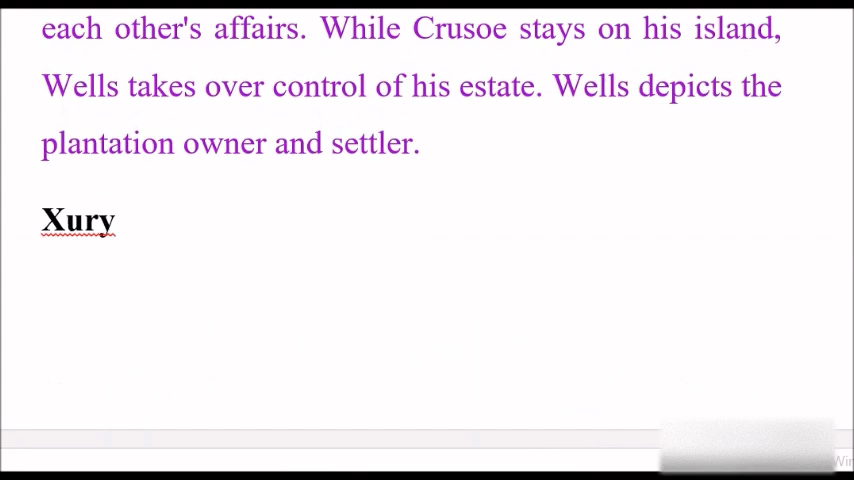 each other's affairs. While Crusoe stays on his island,
Wells takes over control of his estate. Wells depicts the
plantation owner and settler.
Xury